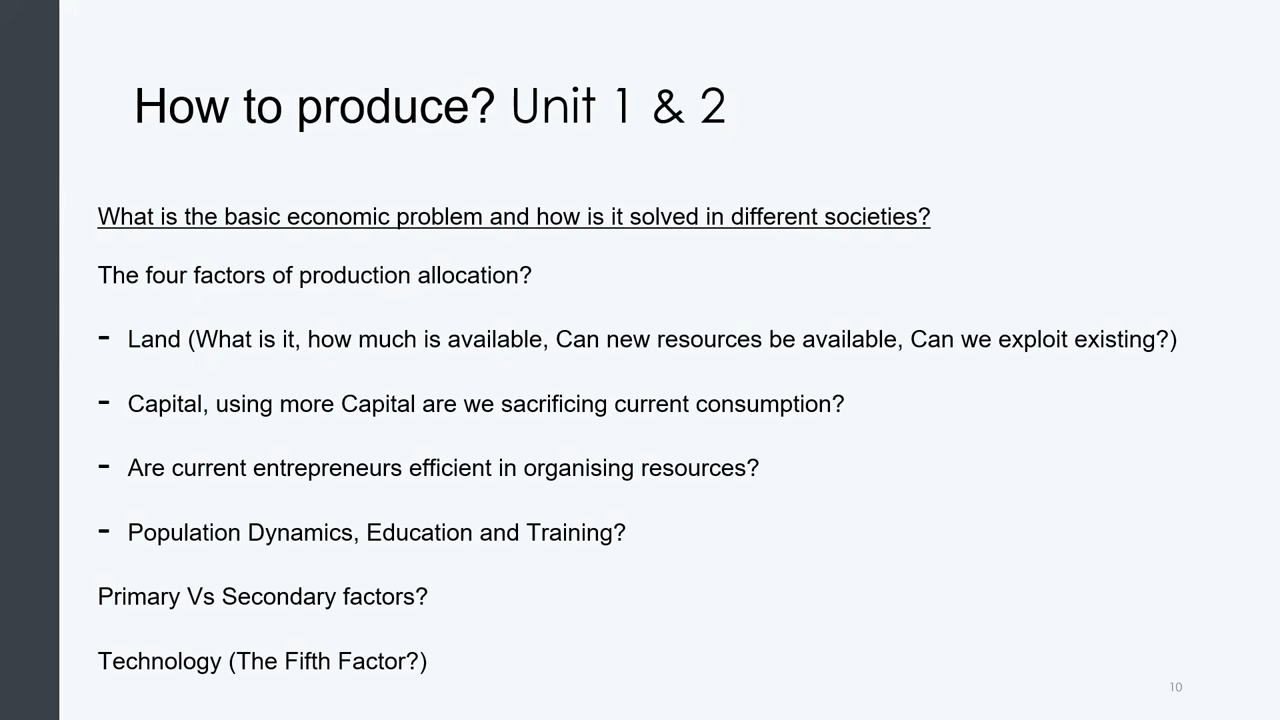 How to produce? Unit 1 & 2
What is the basic economic problem and how is it solved in different societies?
The four factors of production allocation?
- Land (What is it, how much is available, Can new resources be available, Can we exploit existing?)
- Capital, using more Capital are we sacrificing current consumption?
- Are current entrepreneurs efficient in organising resources?
- Population Dynamics, Education and Training?
Primary Vs Secondary factors?
Technology (The Fifth Factor?)
10